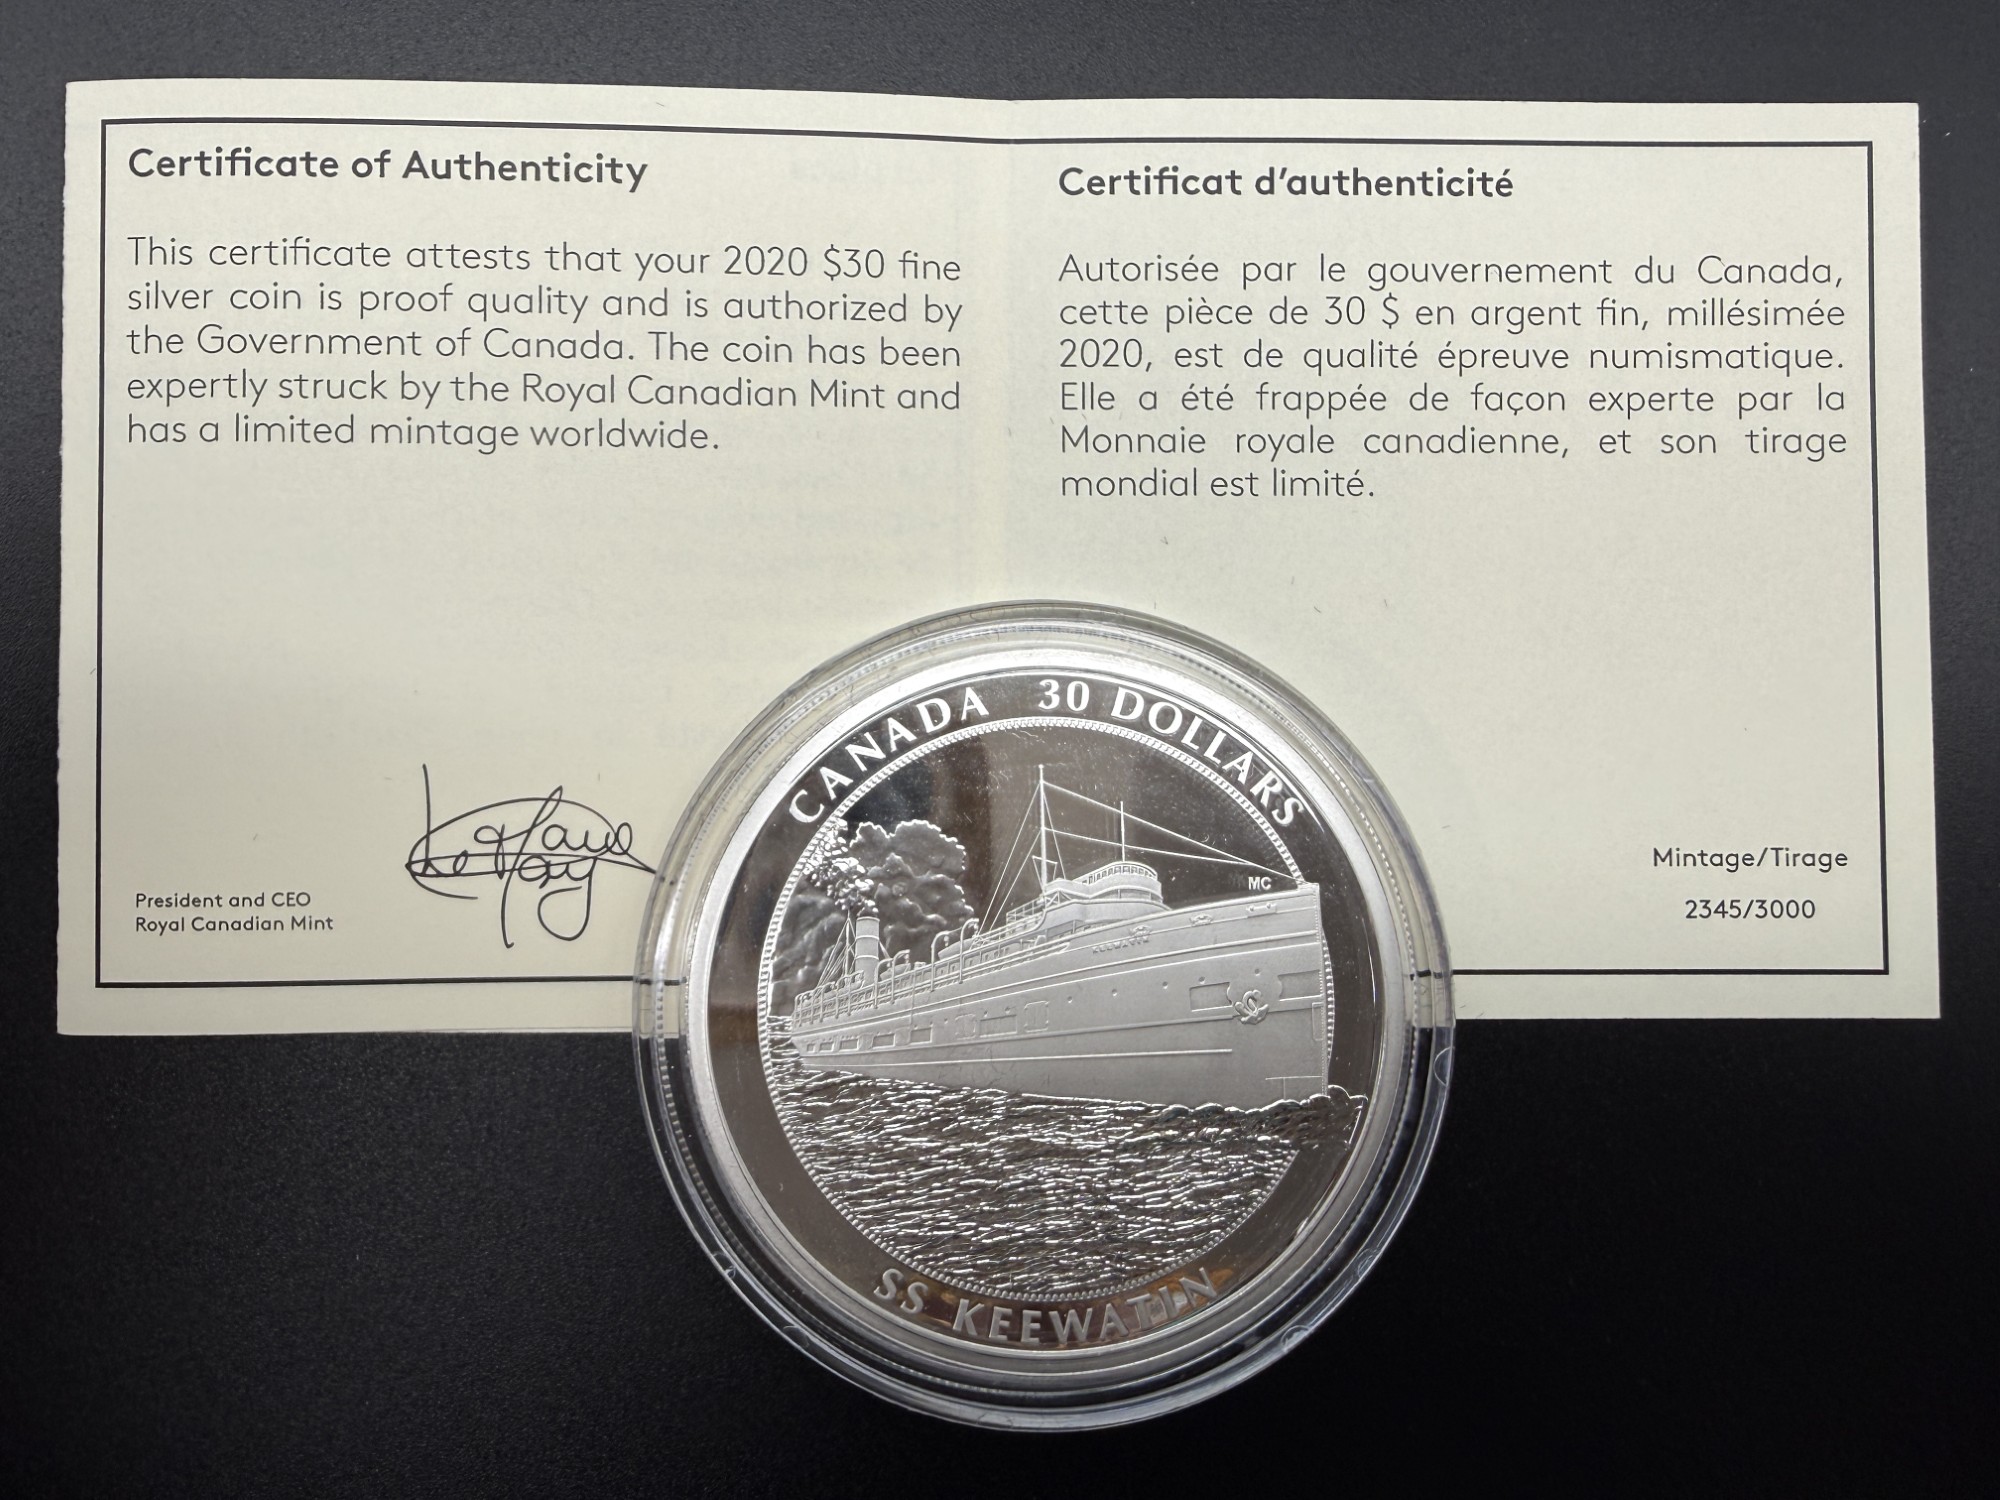 Certificate of Authenticity
This certificate attests that your 2020 $30 fine
silver coin is proof quality and is authorized by
the Government of Canada. The coin has been
expertly struck by the Royal Canadian Mint and
has a limited mintage worldwide.
President and CEO
Royal Canadian Mint
Certificat d'authenticité
Autorisée par le gouvernement du Canada,
cette pièce de 30 $ en argent fin, millésimée
2020, est de qualité épreuve numismatique.
Elle a été frappée de façon experte par la
Monnaie royale canadienne, et son tirage
mondial est limité.
Mintage/Tirage
2345/3000
CANADA 30 DOLLARS
MC
KEEWATIN
SS KEEWATIN